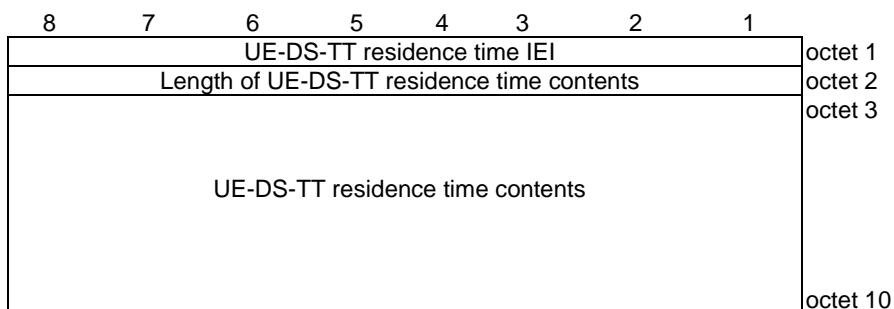 8 7 6 5 4 3 2 1
UE-DS-TT residence time IEI octet 1
Length of UE-DS-TT residence time contents octet 2
octet 3
UE-DS-TT residence time contents
octet 10